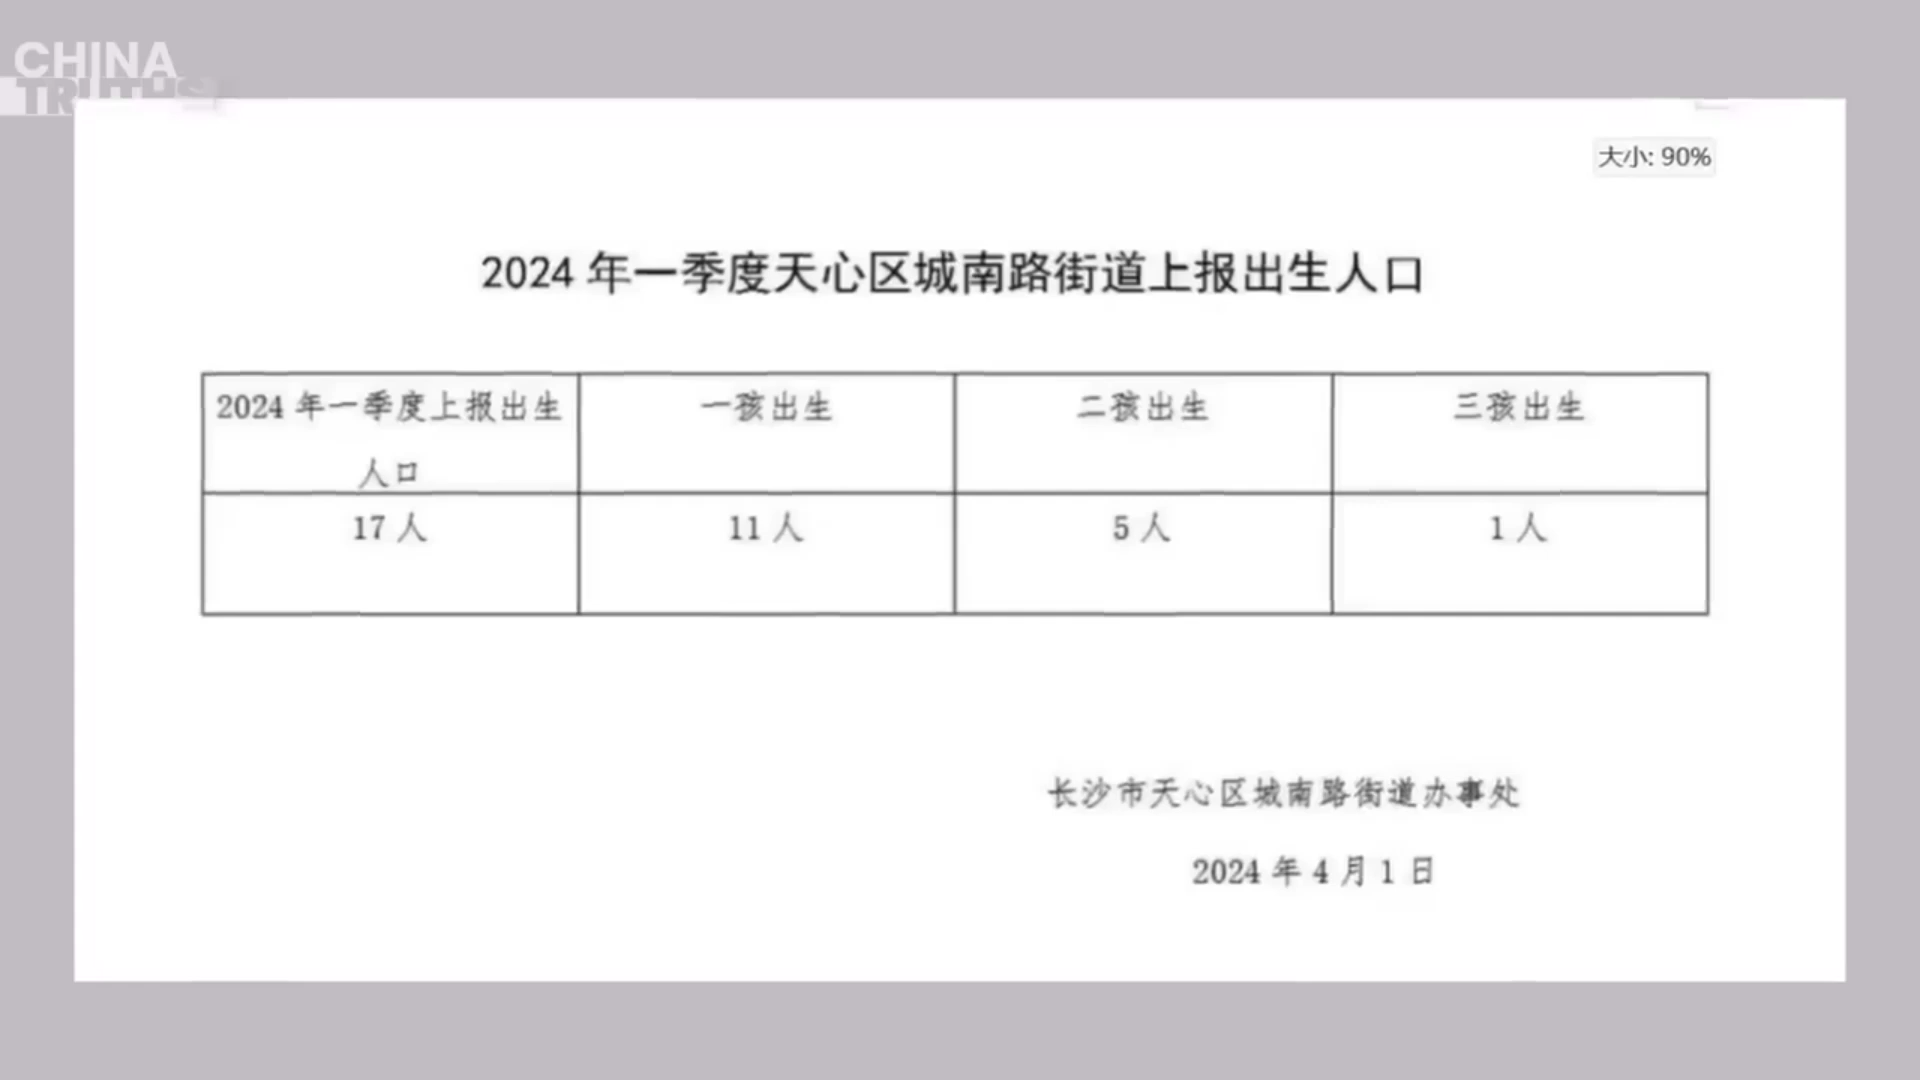 CHINA
TRUTHS
大小: 90%
2024 年一季度天心区城南路街道上报出生人口
2024 年一季度上报出生 一孩出生 二孩出生 三孩出生
人口
17 人 11 人 5 人 1 人
长沙市天心区城南路街道办事处
2024 年 4 月 1 日